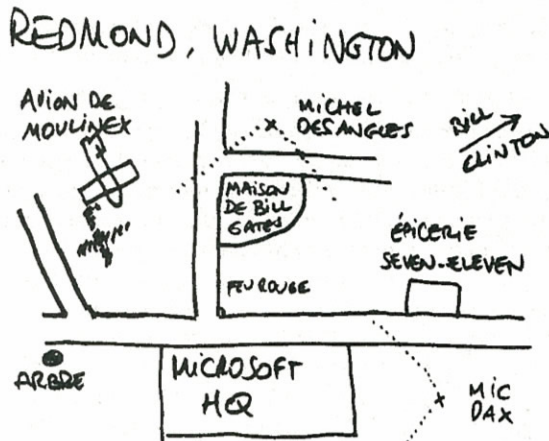 REDMOND, WASHINGTON
AVION DE
MOULINEX
MICHEL
DESANGLES
BILL
CLINTON
MAISON
DE BILL
GATES
ÉPICERIE
SEVEN-ELEVEN
FEU ROUGE
ARBRE
MICROSOFT
HQ
MIC
DAX